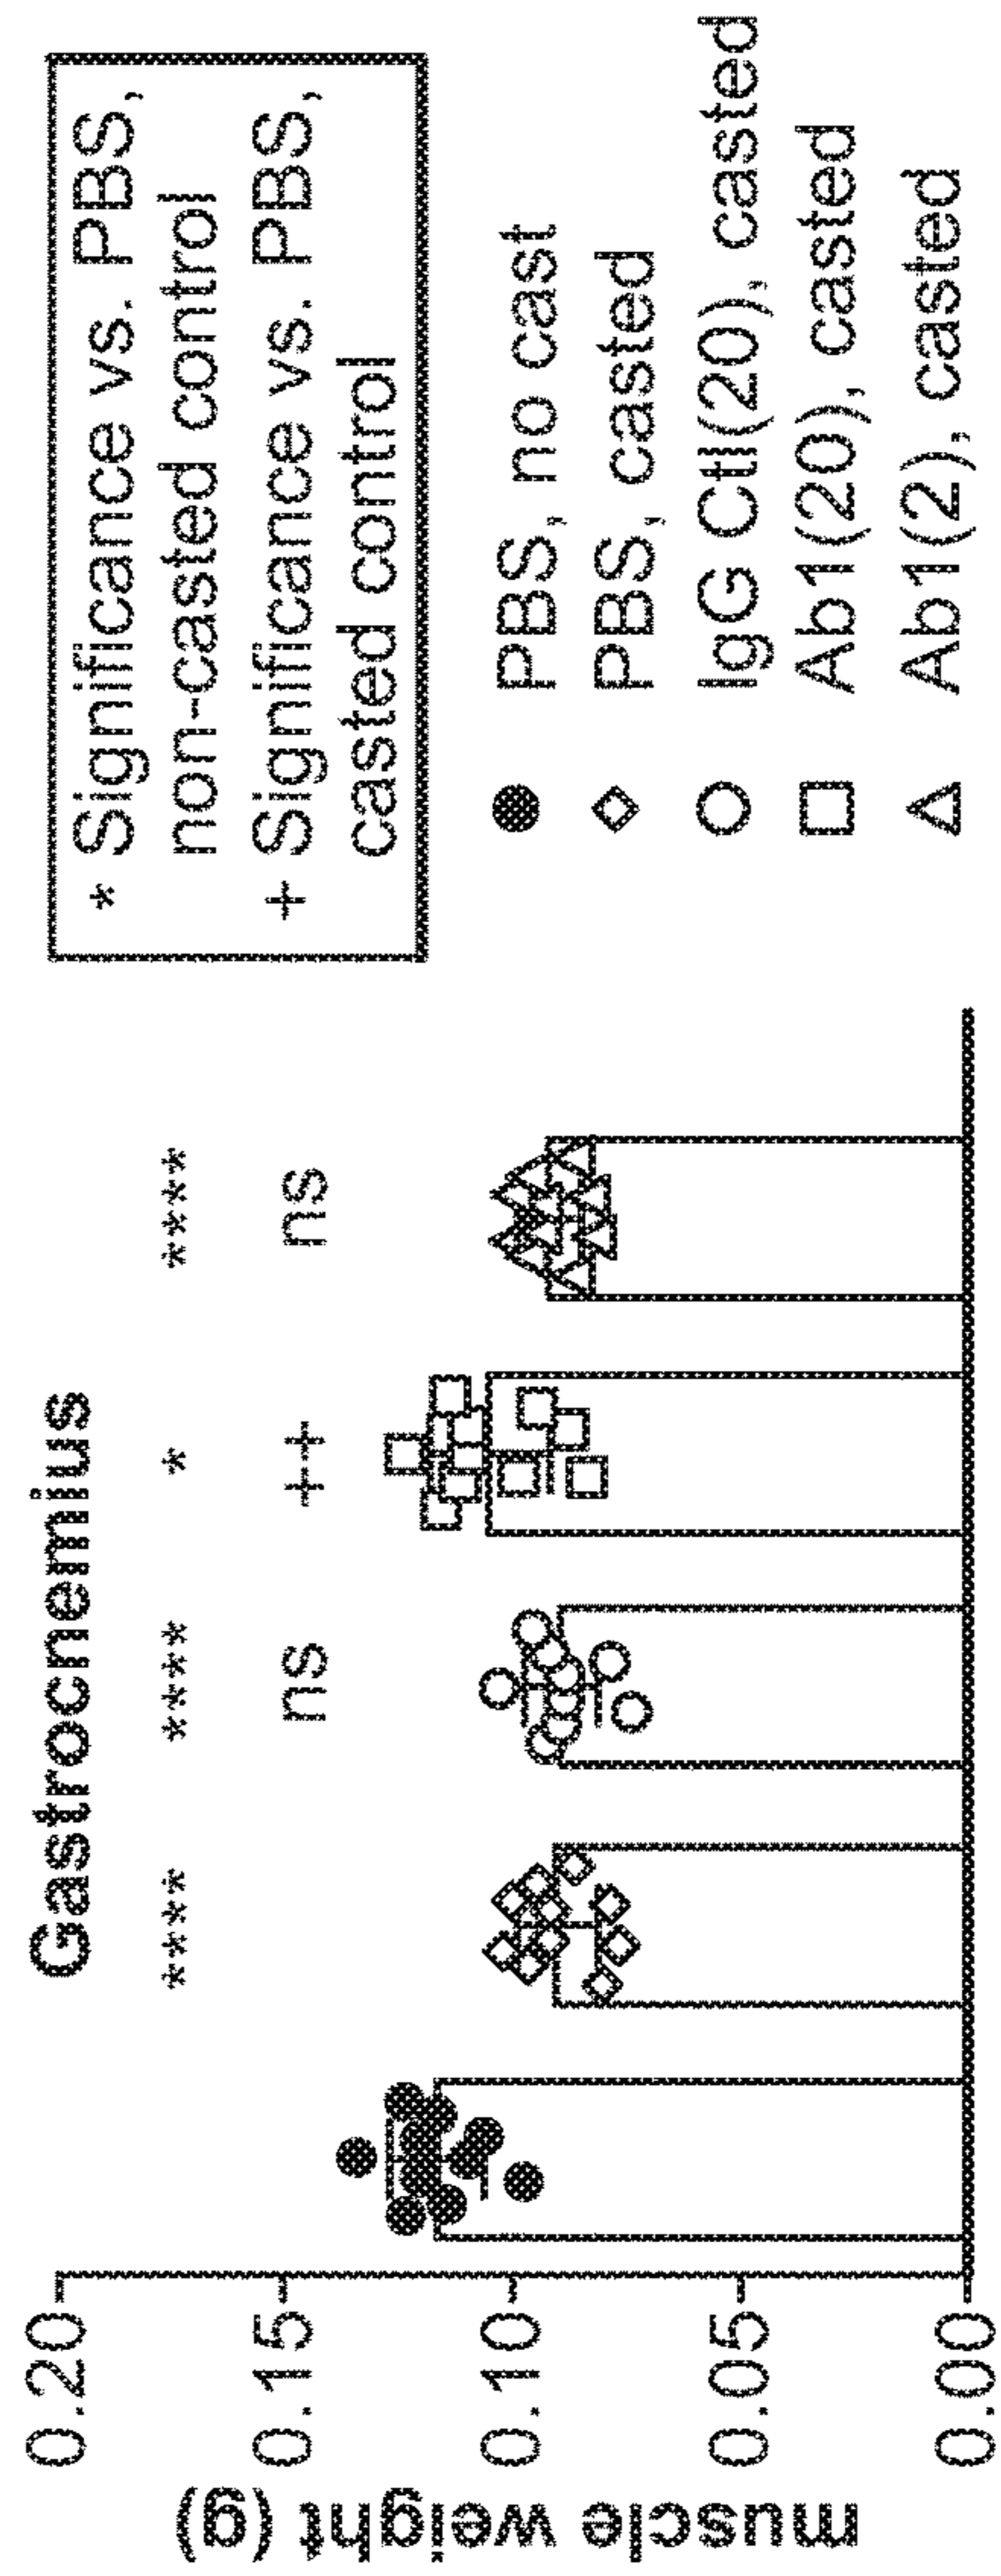 Gastrocnemius
**** **** * ****
ns ++ ns
muscle weight (g)
0.20
0.15
0.10
0.05
0.00
* Significance vs. PBS,
non-casted control
+ Significance vs. PBS,
casted control
PBS, no cast
PBS, casted
IgG Ctl(20), casted
Ab1(20), casted
Ab1(2), casted